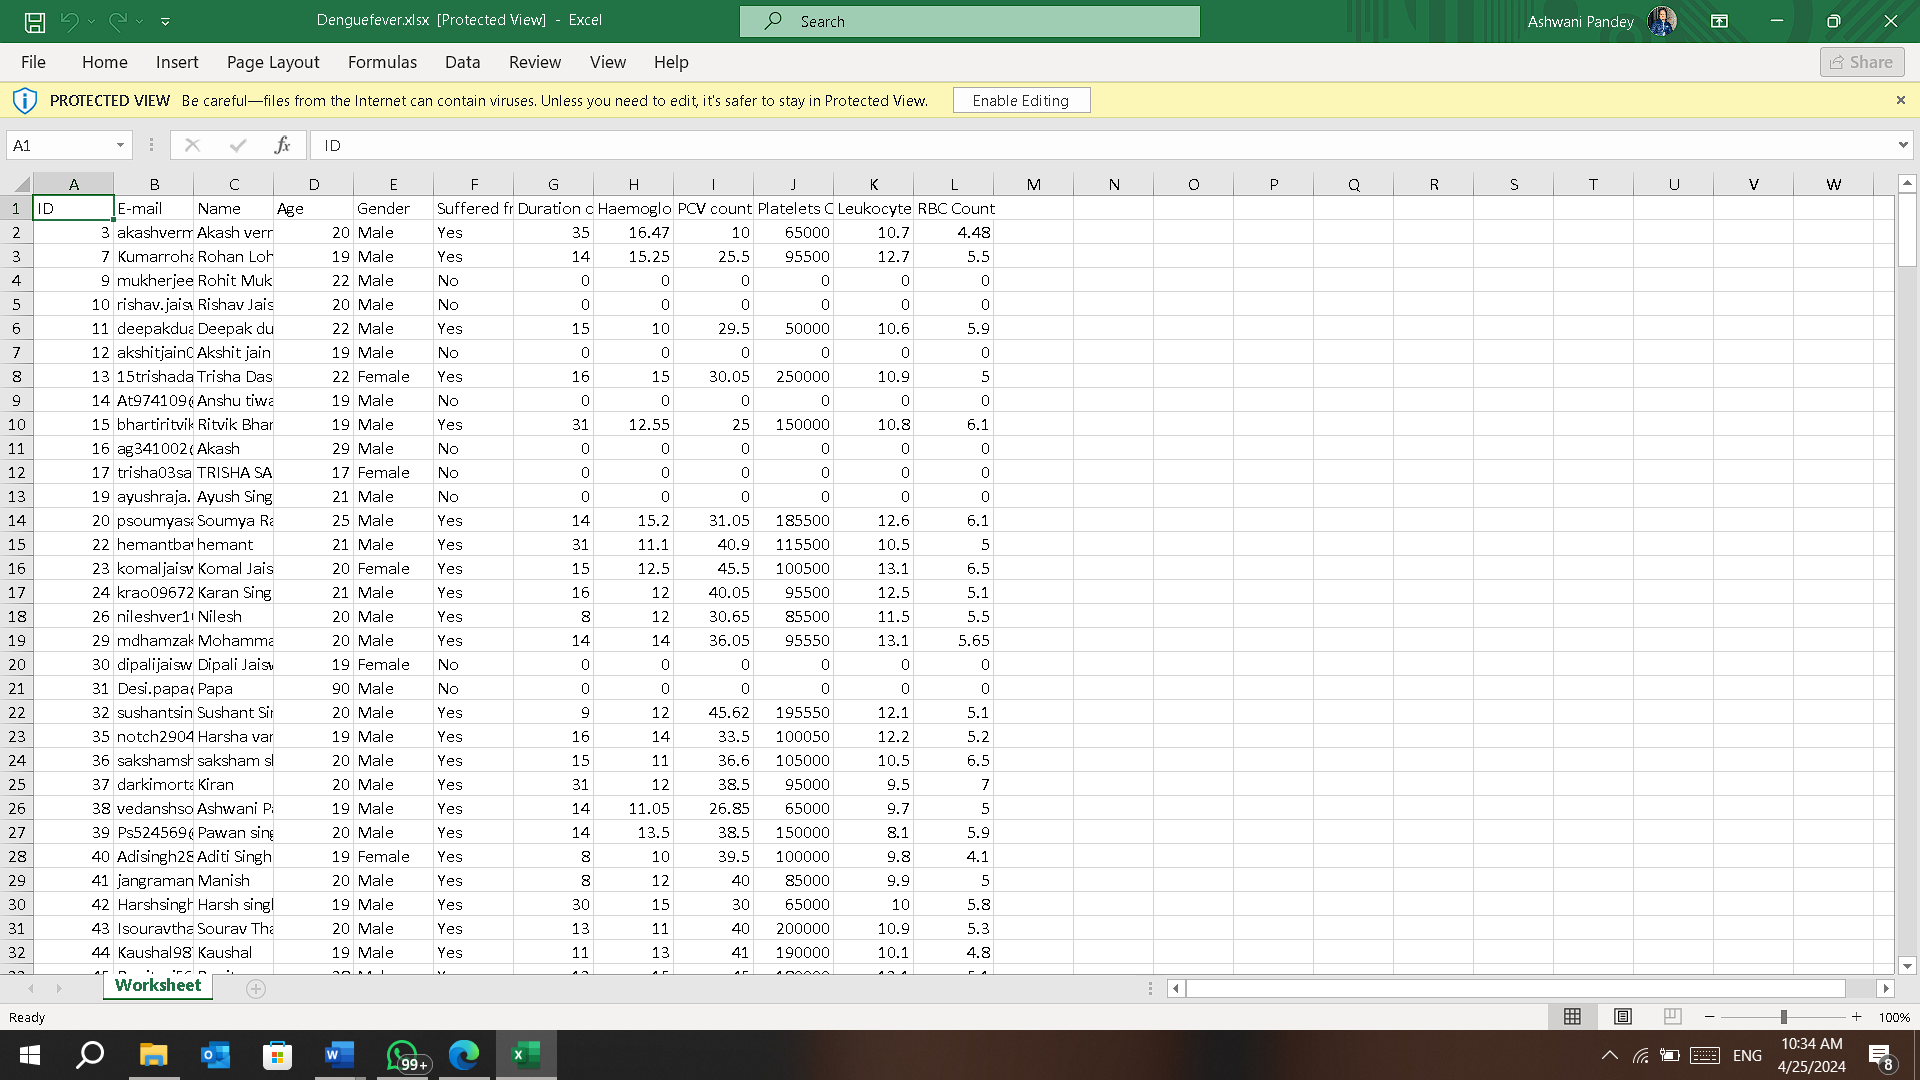 Denguefever.xlsx [Protected View] - Excel
Search
Ashwani Pandey
File Home Insert Page Layout Formulas Data Review View Help
Share
PROTECTED VIEW Be careful—files from the Internet can contain viruses. Unless you need to edit, it's safer to stay in Protected View. Enable Editing
A1 fx ID
A B C D E F G H I J K L M N O P Q R S T U V W
1 ID E-mail Name Age Gender Suffered fr Duration c Haemoglo PCV count Platelets C Leukocyte RBC Count
2 3 akashverm Akash verr 20 Male Yes 35 16.47 10 65000 10.7 4.48
3 7 Kumarroha Rohan Loh 19 Male Yes 14 15.25 25.5 95500 12.7 5.5
4 9 mukherjee Rohit Muk 22 Male No 0 0 0 0 0 0
5 10 rishav.jaisw Rishav Jais 20 Male No 0 0 0 0 0 0
6 11 deepakdua Deepak du 22 Male Yes 15 10 29.5 50000 10.6 5.9
7 12 akshitjain0 Akshit jain 19 Male No 0 0 0 0 0 0
8 13 15trishada Trisha Das 22 Female Yes 16 15 30.05 250000 10.9 5
9 14 At974109@ Anshu tiwa 19 Male No 0 0 0 0 0 0
10 15 bhartiritvik Ritvik Bhar 19 Male Yes 31 12.55 25 150000 10.8 6.1
11 16 ag341002@ Akash 29 Male No 0 0 0 0 0 0
12 17 trisha03sa TRISHA SA 17 Female No 0 0 0 0 0 0
13 19 ayushraja. Ayush Sing 21 Male No 0 0 0 0 0 0
14 20 psoumyasa Soumya Ra 25 Male Yes 14 15.2 31.05 185500 12.6 6.1
15 22 hemantbaw hemant 21 Male Yes 31 11.1 40.9 115500 10.5 5
16 23 komaljaisw Komal Jais 20 Female Yes 15 12.5 45.5 100500 13.1 6.5
17 24 krao09672 Karan Sing 21 Male Yes 16 12 40.05 95500 12.5 5.1
18 26 nileshver1 Nilesh 20 Male Yes 8 12 30.65 85500 11.5 5.5
19 29 mdhamzak Mohamma 20 Male Yes 14 14 36.05 95550 13.1 5.65
20 30 dipalijaisw Dipali Jaisw 19 Female No 0 0 0 0 0 0
21 31 Desi.papa@ Papa 90 Male No 0 0 0 0 0 0
22 32 sushantsin Sushant Sin 20 Male Yes 9 12 45.62 195550 12.1 5.1
23 35 notch2904 Harsha var 19 Male Yes 16 14 33.5 100050 12.2 5.2
24 36 sakshamsh saksham sl 20 Male Yes 15 11 36.6 105000 10.5 6.5
25 37 darkimorta Kiran 20 Male Yes 31 12 38.5 95000 9.5 7
26 38 vedanshso Ashwani Pa 19 Male Yes 14 11.05 26.85 65000 9.7 5
27 39 Ps524569@ Pawan sing 20 Male Yes 14 13.5 38.5 150000 8.1 5.9
28 40 Adisingh28 Aditi Singh 19 Female Yes 8 10 39.5 100000 9.8 4.1
29 41 jangraman Manish 20 Male Yes 8 12 40 85000 9.9 5
30 42 Harshsingh Harsh singl 19 Male Yes 30 15 30 65000 10 5.8
31 43 Isouravtha Sourav Tha 20 Male Yes 13 11 40 200000 10.9 5.3
32 44 Kaushal98 Kaushal 19 Male Yes 11 13 41 190000 10.1 4.8
Worksheet
Ready
100%
99+
ENG
10:34 AM
4/25/2024
8